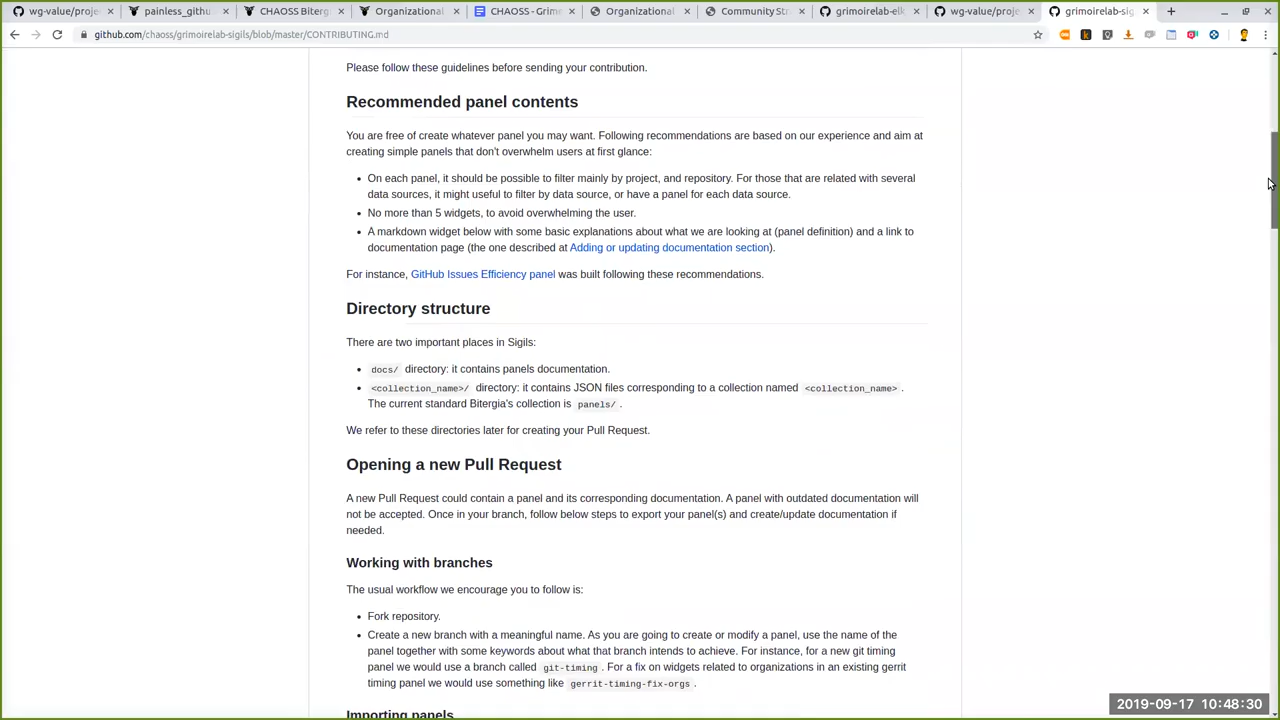 wg-value/proje
painless_githu
CHAOSS Biterg
Organizational
CHAOSS - Grim
Organizational
Community Str
grimoirelab-elk
wg-value/proje
grimoirelab-sig
github.com/chaoss/grimoirelab-sigils/blob/master/CONTRIBUTING.md
Please follow these guidelines before sending your contribution.
Recommended panel contents
You are free of create whatever panel you may want. Following recommendations are based on our experience and aim at
creating simple panels that don't overwhelm users at first glance:
• On each panel, it should be possible to filter mainly by project, and repository. For those that are related with several
data sources, it might useful to filter by data source, or have a panel for each data source.
• No more than 5 widgets, to avoid overwhelming the user.
• A markdown widget below with some basic explanations about what we are looking at (panel definition) and a link to
documentation page (the one described at Adding or updating documentation section).
For instance, GitHub Issues Efficiency panel was built following these recommendations.
Directory structure
There are two important places in Sigils:
• docs/ directory: it contains panels documentation.
• <collection_name>/ directory: it contains JSON files corresponding to a collection named <collection_name> .
The current standard Bitergia's collection is panels/ .
We refer to these directories later for creating your Pull Request.
Opening a new Pull Request
A new Pull Request could contain a panel and its corresponding documentation. A panel with outdated documentation will
not be accepted. Once in your branch, follow below steps to export your panel(s) and create/update documentation if
needed.
Working with branches
The usual workflow we encourage you to follow is:
• Fork repository.
• Create a new branch with a meaningful name. As you are going to create or modify a panel, use the name of the
panel together with some keywords about what that branch intends to achieve. For instance, for a new git timing
panel we would use a branch called git-timing . For a fix on widgets related to organizations in an existing gerrit
timing panel we would use something like gerrit-timing-fix-orgs .
Importing panels
2019-09-17 10:48:30